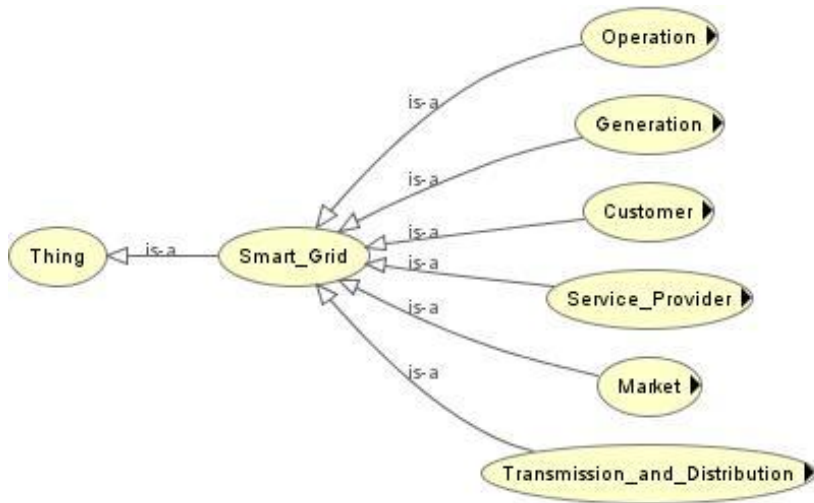 Operation
is-a
Generation
is-a
Customer
is-a
Thing
is-a
Smart_Grid
is-a
Service_Provider
is-a
Market
is-a
Transmission_and_Distribution